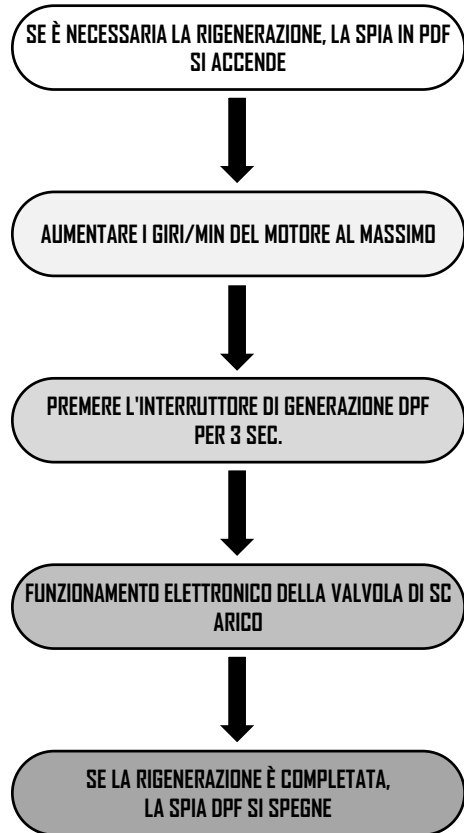 SE È NECESSARIA LA RIGENERAZIONE, LA SPIA IN PDF
SI ACCENDE
AUMENTARE I GIRI/MIN DEL MOTORE AL MASSIMO
PREMERE L'INTERRUTTORE DI GENERAZIONE DPF
PER 3 SEC.
FUNZIONAMENTO ELETTRONICO DELLA VALVOLA DI SC
ARICO
SE LA RIGENERAZIONE È COMPLETATA,
LA SPIA DPF SI SPEGNE